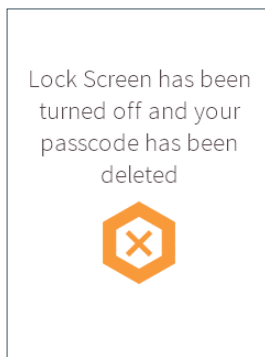 Lock Screen has been
turned off and your
passcode has been
deleted